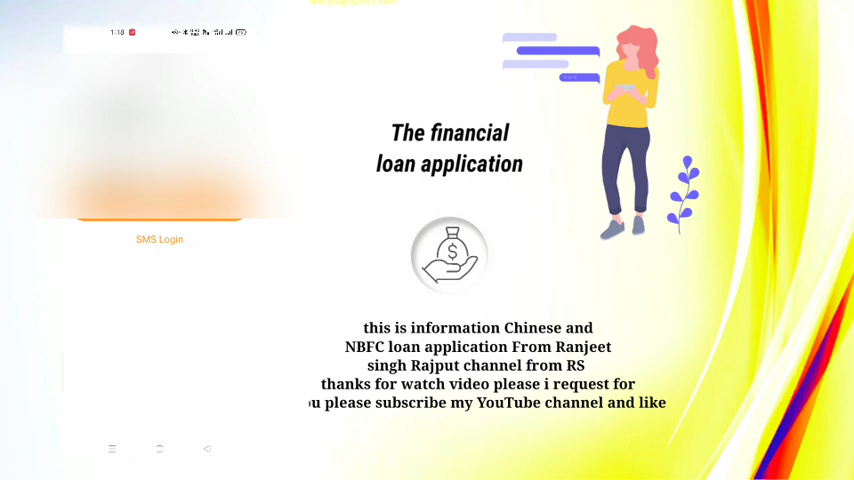 1:18
The financial
loan application
SMS Login
this is information Chinese and
NBFC loan application From Ranjeet
singh Rajput channel from RS
thanks for watch video please i request for
please subscribe my YouTube channel and like